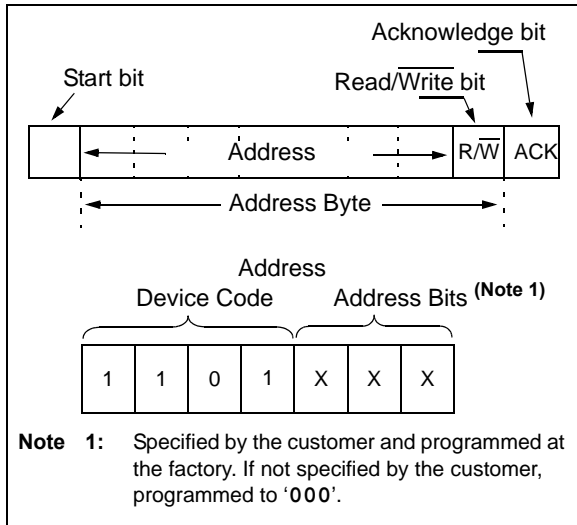 Acknowledge bit
Start bit
Read/Write bit
Address
R/W
ACK
Address Byte
Address
Device Code
Address Bits (Note 1)
1 1 0 1 X X X
Note 1: Specified by the customer and programmed at
the factory. If not specified by the customer,
programmed to ‘000’.